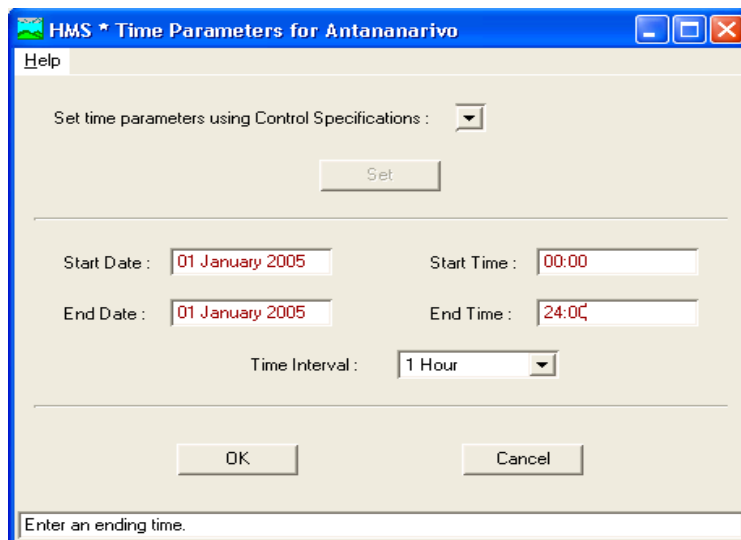 HMS * Time Parameters for Antananarivo
Help
Set time parameters using Control Specifications :
Set
Start Date : 01 January 2005 Start Time : 00:00
End Date : 01 January 2005 End Time : 24:00
Time Interval : 1 Hour
OK Cancel
Enter an ending time.